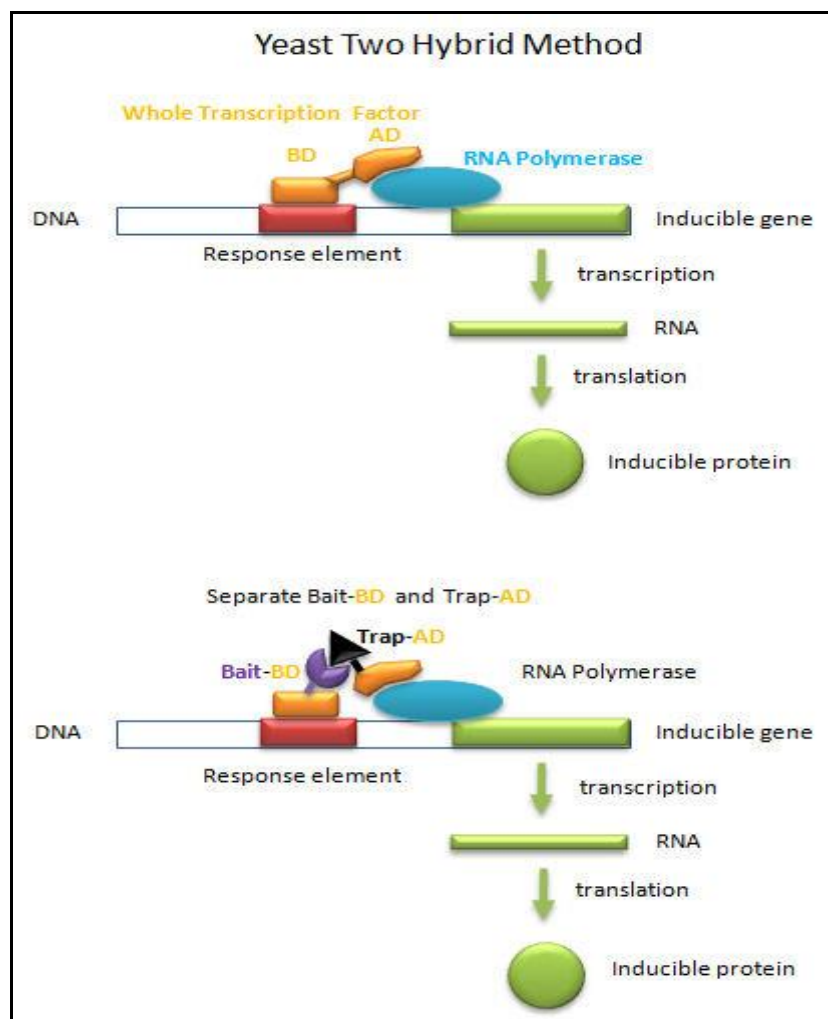 Yeast Two Hybrid Method
Whole Transcription Factor
BD
AD
RNA Polymerase
DNA
Inducible gene
Response element
transcription
RNA
translation
Inducible protein
Separate Bait-BD and Trap-AD
Trap-AD
Bait-BD
RNA Polymerase
DNA
Inducible gene
Response element
transcription
RNA
translation
Inducible protein